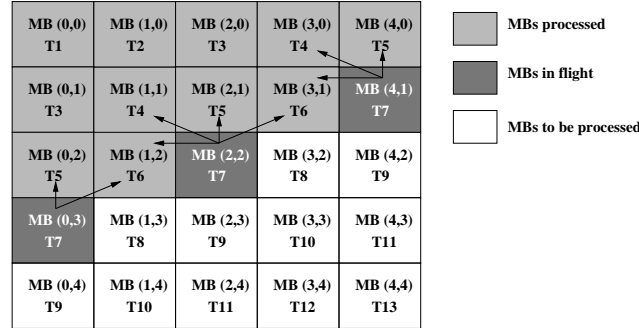 MB (0,0) MB (1,0) MB (2,0) MB (3,0) MB (4,0)
T1 T2 T3 T4 T5
MB (0,1) MB (1,1) MB (2,1) MB (3,1) MB (4,1)
T3 T4 T5 T6 T7
MB (0,2) MB (1,2) MB (2,2) MB (3,2) MB (4,2)
T5 T6 T7 T8 T9
MB (0,3) MB (1,3) MB (2,3) MB (3,3) MB (4,3)
T7 T8 T9 T10 T11
MB (0,4) MB (1,4) MB (2,4) MB (3,4) MB (4,4)
T9 T10 T11 T12 T13
MBs processed
MBs in flight
MBs to be processed